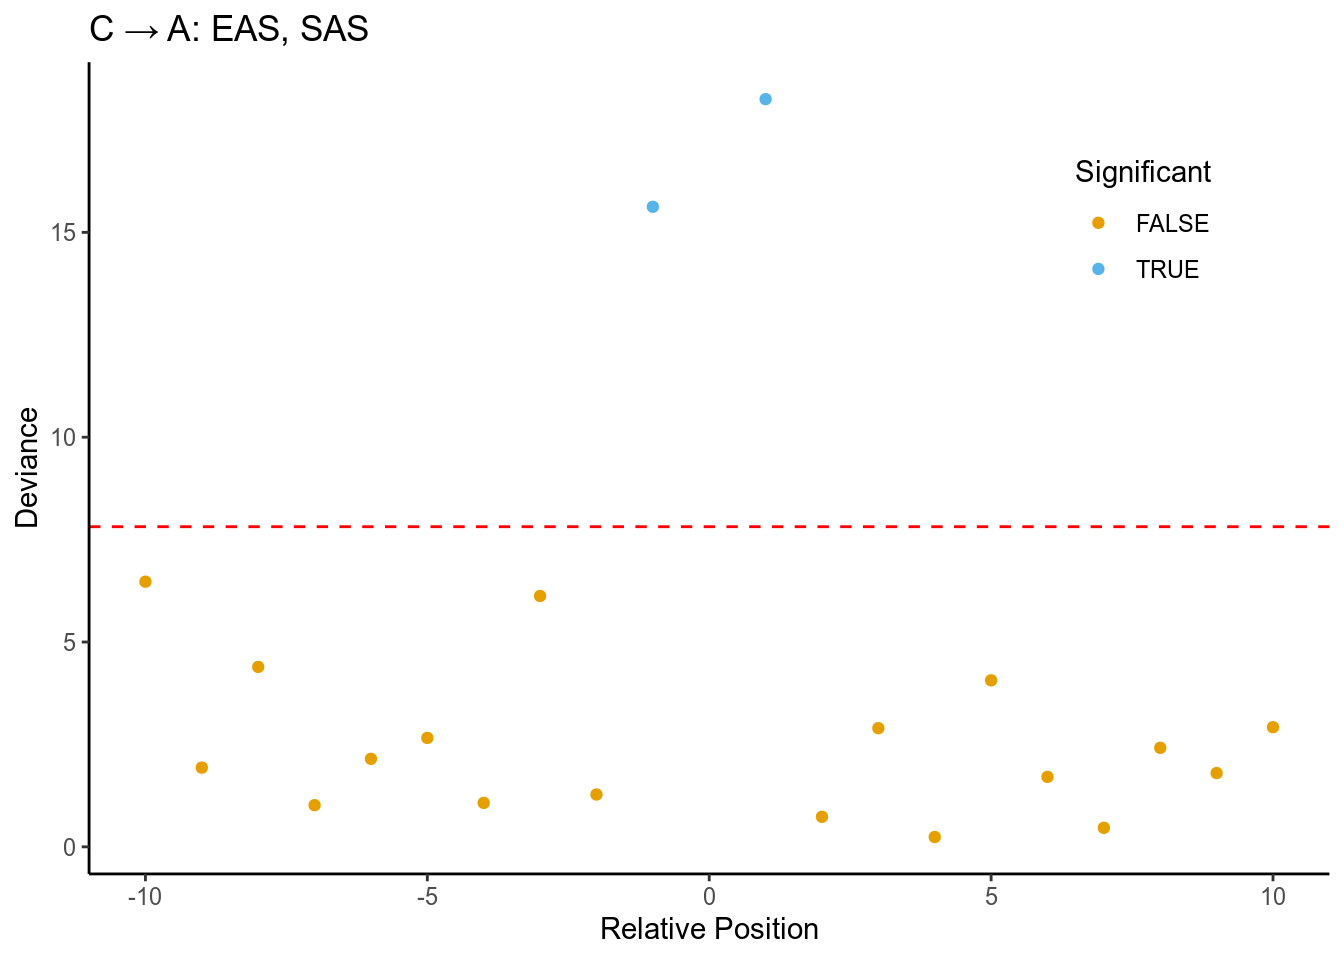 C → A: EAS, SAS
Significant
FALSE
TRUE
15
10
5
0
Deviance
-10
-5
0
5
10
Relative Position